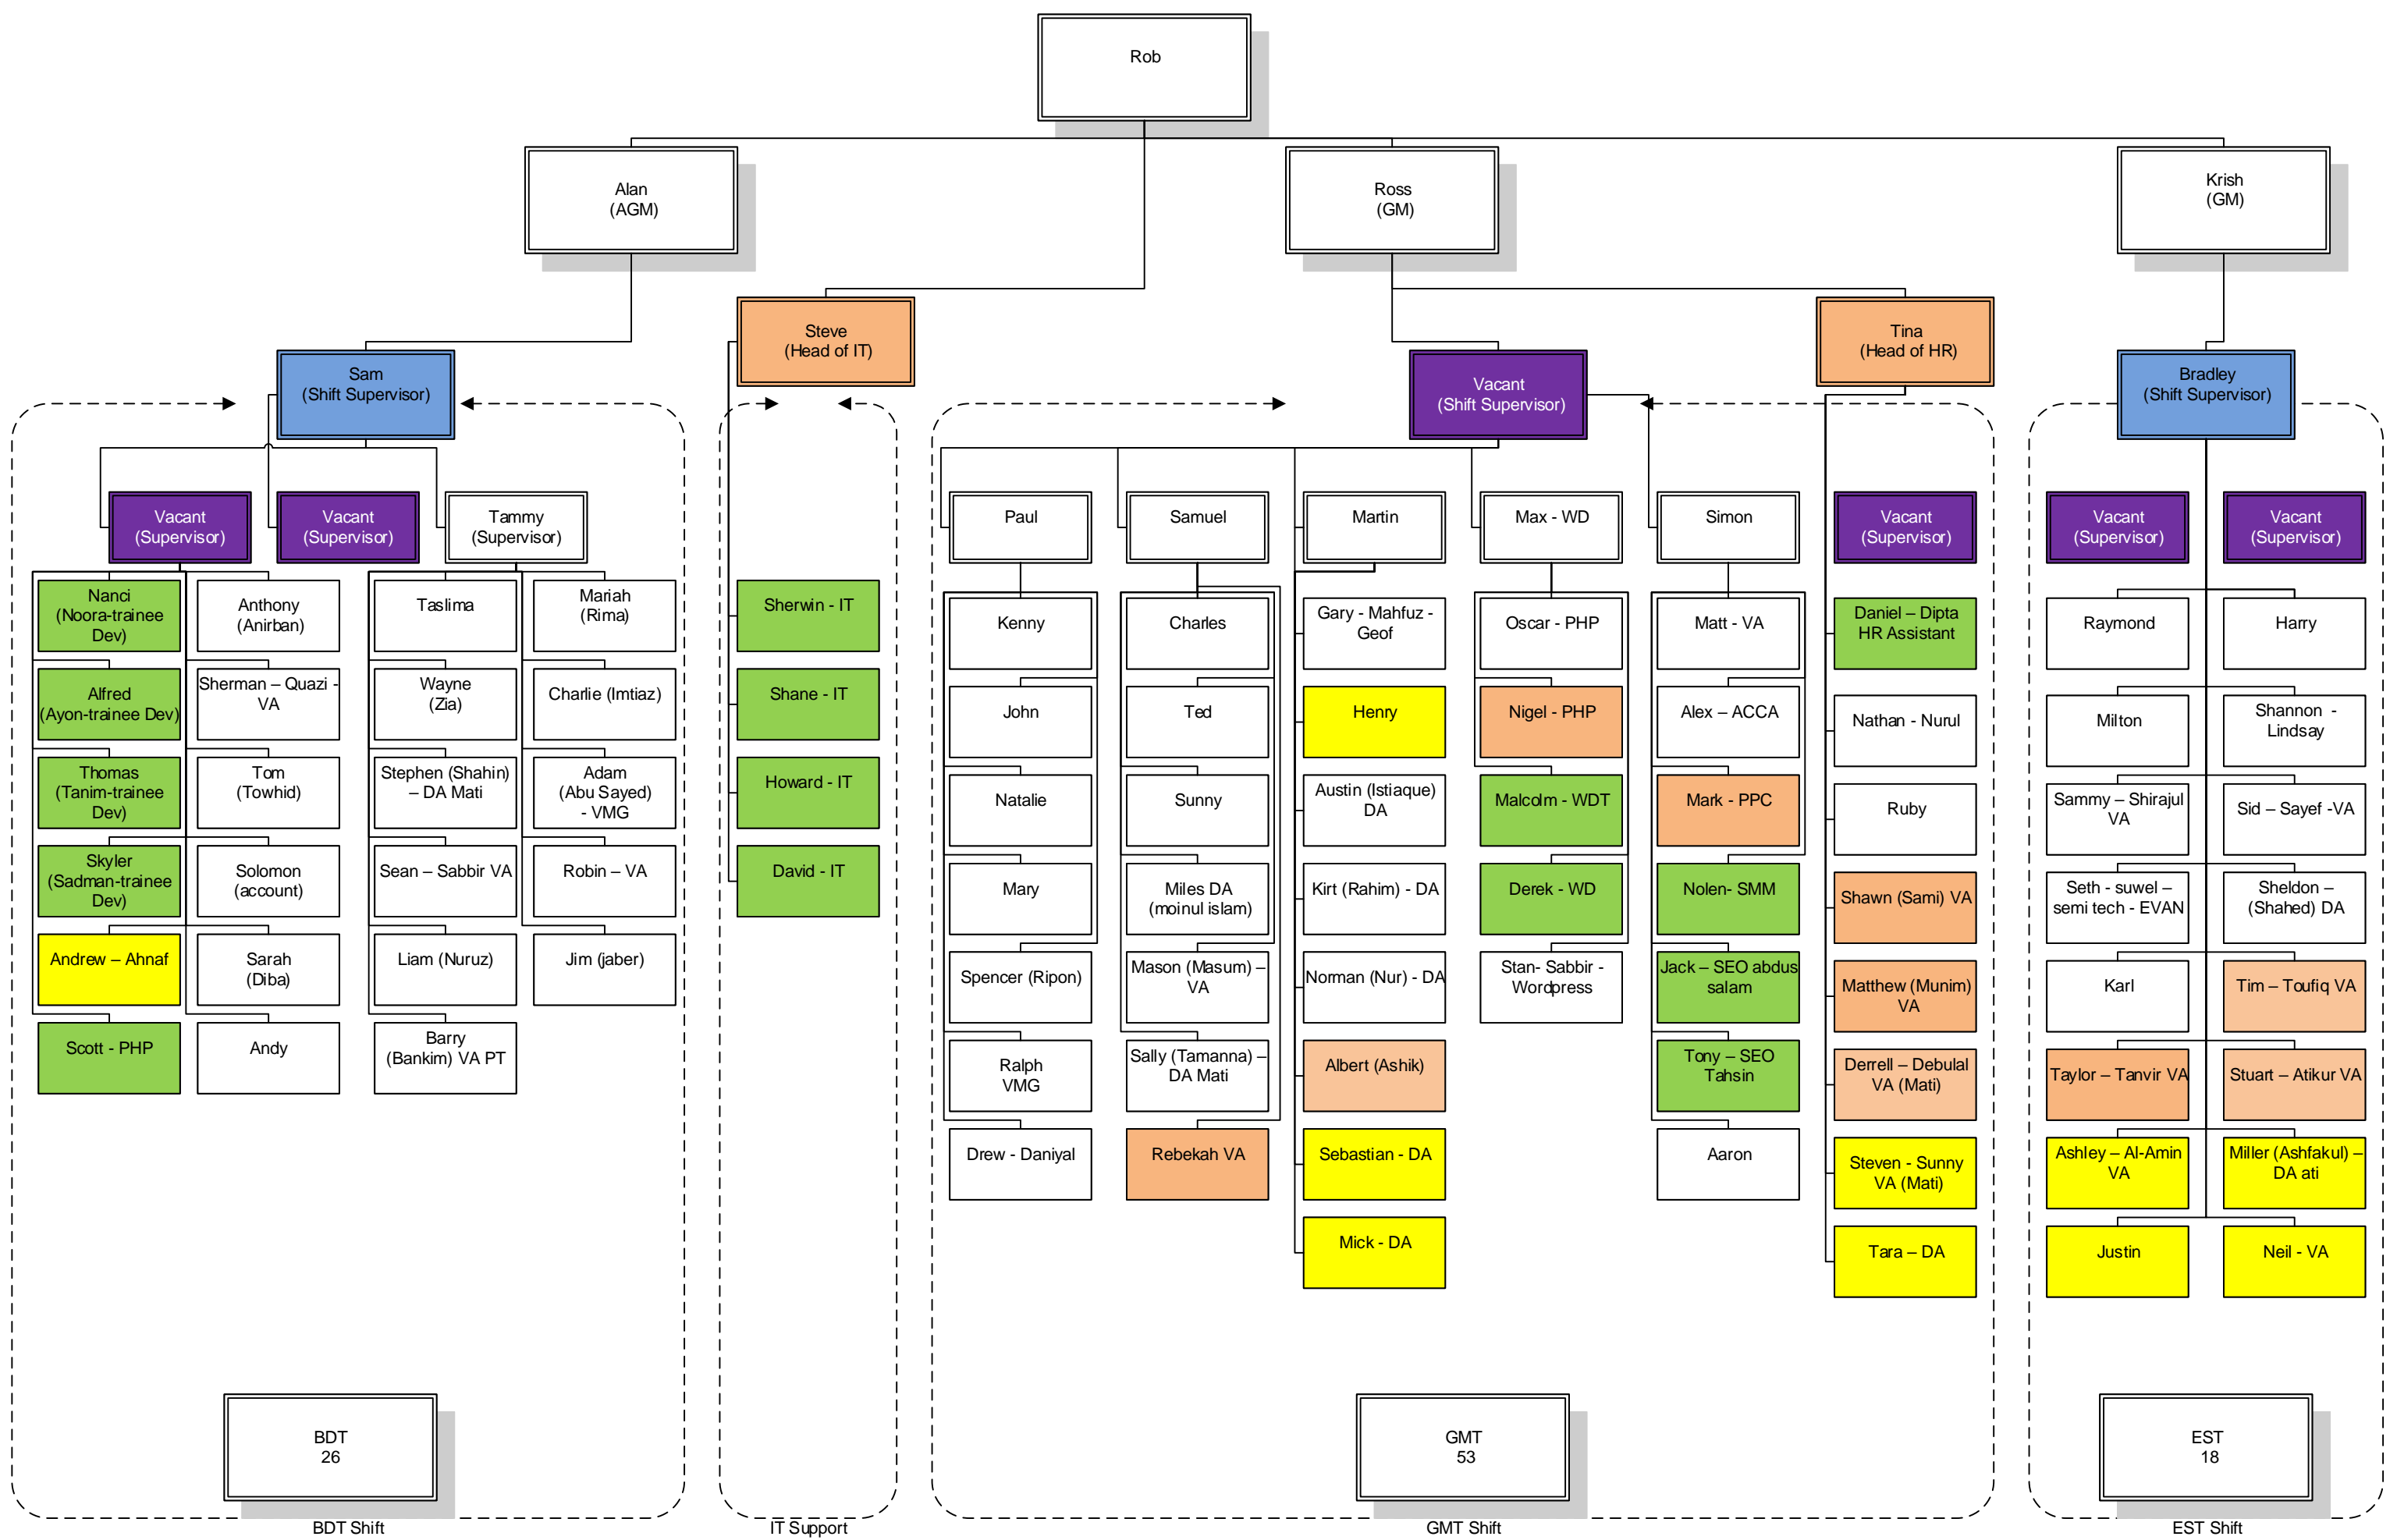 Rob
Alan
(AGM)
Ross
(GM)
Krish
(GM)
Steve
(Head of IT)
Tina
(Head of HR)
Sam
(Shift Supervisor)
Vacant
(Shift Supervisor)
Bradley
(Shift Supervisor)
Vacant
(Supervisor)
Vacant
(Supervisor)
Tammy
(Supervisor)
Paul
Samuel
Martin
Max - WD
Simon
Vacant
(Supervisor)
Vacant
(Supervisor)
Vacant
(Supervisor)
Nanci
(Noora-trainee
Dev)
Anthony
(Anirban)
Taslima
Mariah
(Rima)
Sherwin - IT
Kenny
Charles
Gary - Mahfuz -
Geof
Oscar - PHP
Matt - VA
Daniel – Dipta
HR Assistant
Raymond
Harry
Alfred
(Ayon-trainee Dev)
Sherman – Quazi -
VA
Wayne
(Zia)
Charlie (Imtiaz)
Shane - IT
John
Ted
Henry
Nigel - PHP
Alex – ACCA
Nathan - Nurul
Milton
Shannon -
Lindsay
Thomas
(Tanim-trainee
Dev)
Tom
(Towhid)
Stephen (Shahin)
– DA Mati
Adam
(Abu Sayed)
- VMG
Howard - IT
Natalie
Sunny
Austin (Istiaque)
DA
Malcolm - WDT
Mark - PPC
Ruby
Sammy – Shirajul
VA
Sid – Sayef -VA
Skyler
(Sadman-trainee
Dev)
Solomon
(account)
Sean – Sabbir VA
Robin – VA
David - IT
Mary
Miles DA
(moinul islam)
Kirt (Rahim) - DA
Derek - WD
Nolen- SMM
Shawn (Sami) VA
Seth - suwel –
semi tech - EVAN
Sheldon –
(Shahed) DA
Andrew – Ahnaf
Sarah
(Diba)
Liam (Nuruz)
Jim (jaber)
Spencer (Ripon)
Mason (Masum) –
VA
Norman (Nur) - DA
Stan- Sabbir -
Wordpress
Jack – SEO abdus
salam
Matthew (Munim)
VA
Karl
Tim – Toufiq VA
Scott - PHP
Andy
Barry
(Bankim) VA PT
Ralph
VMG
Sally (Tamanna) –
DA Mati
Albert (Ashik)
Tony – SEO
Tahsin
Derrell – Debulal
VA (Mati)
Taylor – Tanvir VA
Stuart – Atikur VA
Drew - Daniyal
Rebekah VA
Sebastian - DA
Aaron
Steven - Sunny
VA (Mati)
Ashley – Al-Amin
VA
Miller (Ashfakul) –
DA ati
Mick - DA
Tara – DA
Justin
Neil - VA
BDT
26
GMT
53
EST
18
BDT Shift
IT Support
GMT Shift
EST Shift